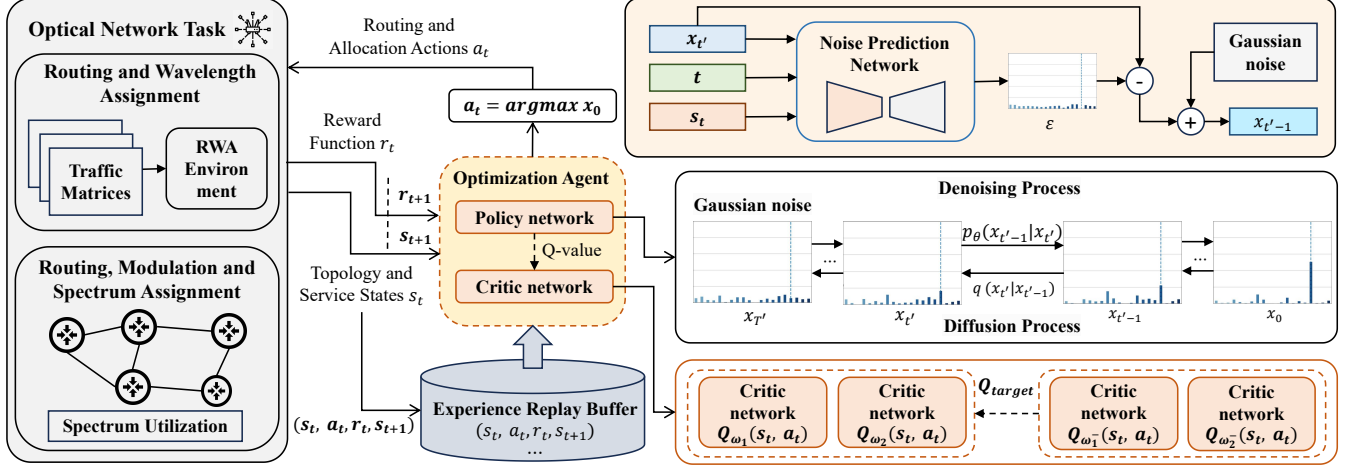 Optical Network Task
Routing and Wavelength
Assignment
Traffic
Matrices
RWA
Environ
ment
Routing, Modulation and
Spectrum Assignment
Spectrum Utilization
Routing and
Allocation Actions a_t
a_t = argmax x_0
Reward
Function r_t
r_{t+1}
s_{t+1}
Topology and
Service States s_t
(s_t, a_t, r_t, s_{t+1})
Optimization Agent
Policy network
Q-value
Critic network
Experience Replay Buffer
(s_t, a_t, r_t, s_{t+1})
...
x_{t'}
t
s_t
Noise Prediction
Network
ε
-
Gaussian
noise
+
x_{t'-1}
Denoising Process
Gaussian noise
...
p_θ(x_{t'-1}|x_{t'})
q (x_{t'}|x_{t'-1})
...
x_{T'}
x_{t'}
x_{t'-1}
x_0
Diffusion Process
Critic
network
Q_{ω_1}(s_t, a_t)
Critic
network
Q_{ω_2}(s_t, a_t)
Q_{target}
Critic
network
Q_{ω_1^-}(s_t, a_t)
Critic
network
Q_{ω_2^-}(s_t, a_t)